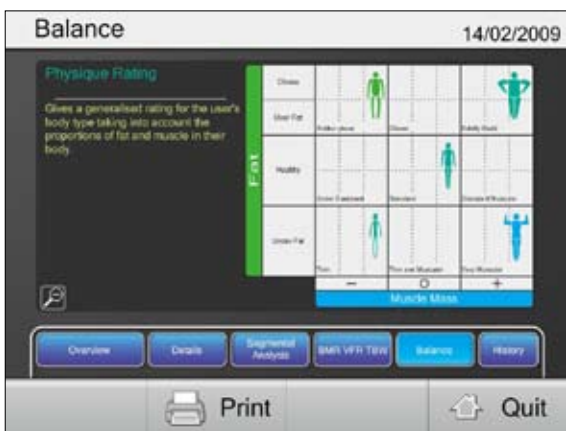 Balance
14/02/2009
Physique Rating
Gives a generalised rating for the user's
body type taking into account the
proportions of fat and muscle in their
body
Fat
Obese
Over Fat
Healthy
Under Fat
Hidden Obese
Obese
Solidly Built
Under Exercised
Standard
Standard Muscular
Thin
Thin and Muscular
Very Muscular
− O +
Muscle Mass
Overview
Details
Segmental
Analysis
BMR VFR TBW
Balance
History
Print
Quit